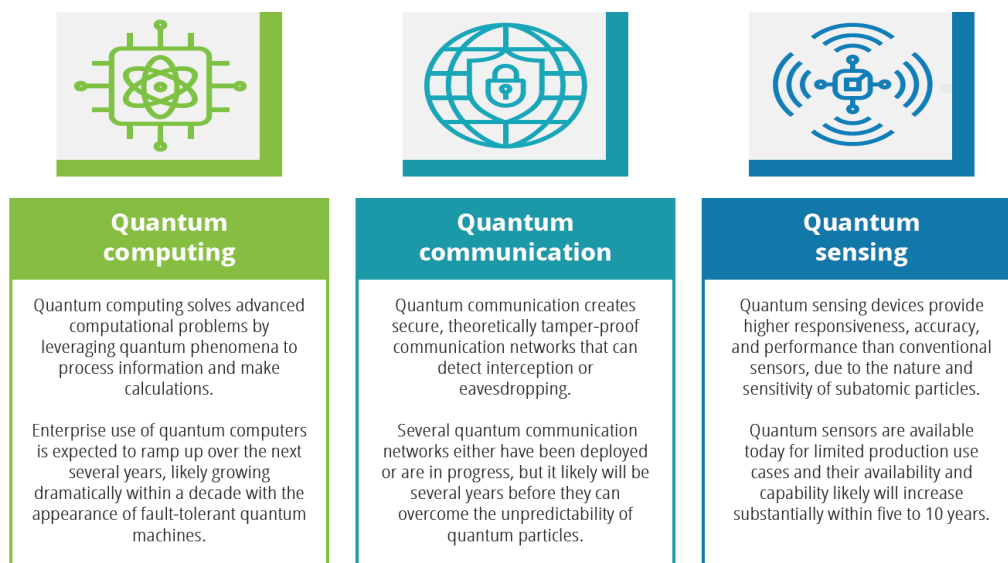 Quantum
computing
Quantum computing solves advanced
computational problems by
leveraging quantum phenomena to
process information and make
calculations.
Enterprise use of quantum computers
is expected to ramp up over the next
several years, likely growing
dramatically within a decade with the
appearance of fault-tolerant quantum
machines.
Quantum
communication
Quantum communication creates
secure, theoretically tamper-proof
communication networks that can
detect interception or
eavesdropping.
Several quantum communication
networks either have been deployed
or are in progress, but it likely will be
several years before they can
overcome the unpredictability of
quantum particles.
Quantum
sensing
Quantum sensing devices provide
higher responsiveness, accuracy,
and performance than conventional
sensors, due to the nature and
sensitivity of subatomic particles.
Quantum sensors are available
today for limited production use
cases and their availability and
capability likely will increase
substantially within five to 10 years.